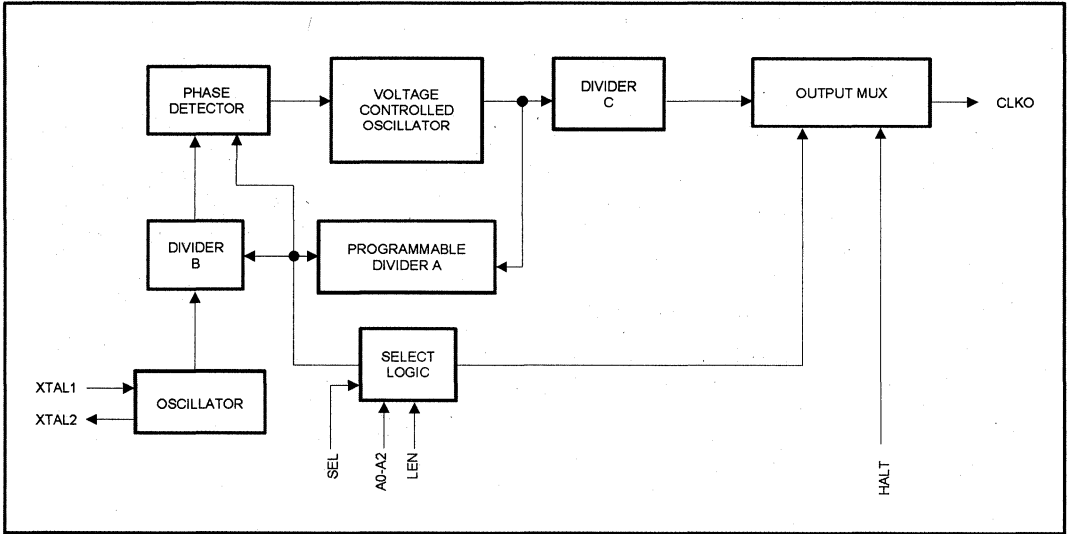 PHASE
DETECTOR
VOLTAGE
CONTROLLED
OSCILLATOR
DIVIDER
C
OUTPUT MUX
CLKO
DIVIDER
B
PROGRAMMABLE
DIVIDER A
SELECT
LOGIC
XTAL1
XTAL2
OSCILLATOR
SEL
A0-A2
LEN
HALT